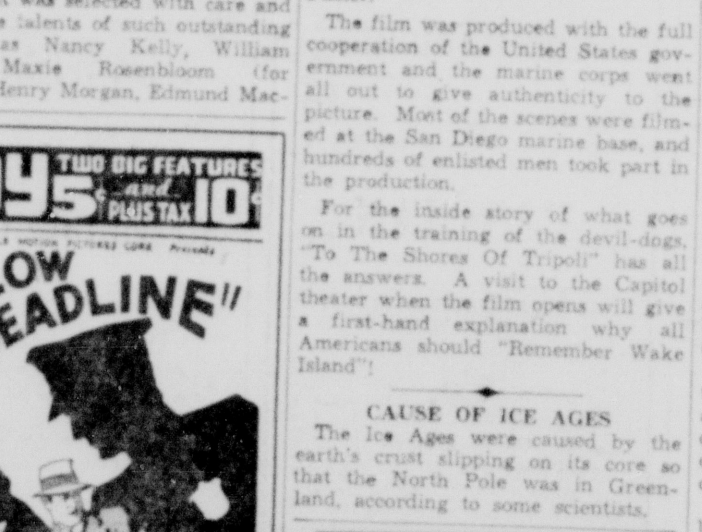 was selected with care and
talents of such outstanding
as Nancy Kelly, William
Maxie Rosenbloom (for
Henry Morgan, Edmund Mac-
TWO BIG FEATURES
5¢ and 10¢
PLUS TAX
MOTION PICTURES CORP. Presents
OW
EADLINE"
The film was produced with the full
cooperation of the United States gov-
ernment and the marine corps went
all out to give authenticity to the
picture. Most of the scenes were film-
ed at the San Diego marine base, and
hundreds of enlisted men took part in
the production.
For the inside story of what goes
on in the training of the devil-dogs,
"To The Shores Of Tripoli" has all
the answers. A visit to the Capitol
theater when the film opens will give
a first-hand explanation why all
Americans should "Remember Wake
Island"!
CAUSE OF ICE AGES
The Ice Ages were caused by the
earth's crust slipping on its core so
that the North Pole was in Green-
land, according to some scientists.